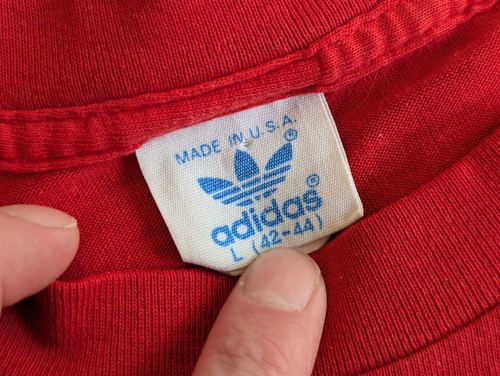 MADE IN U.S.A.
®
adidas®
L (42-44)